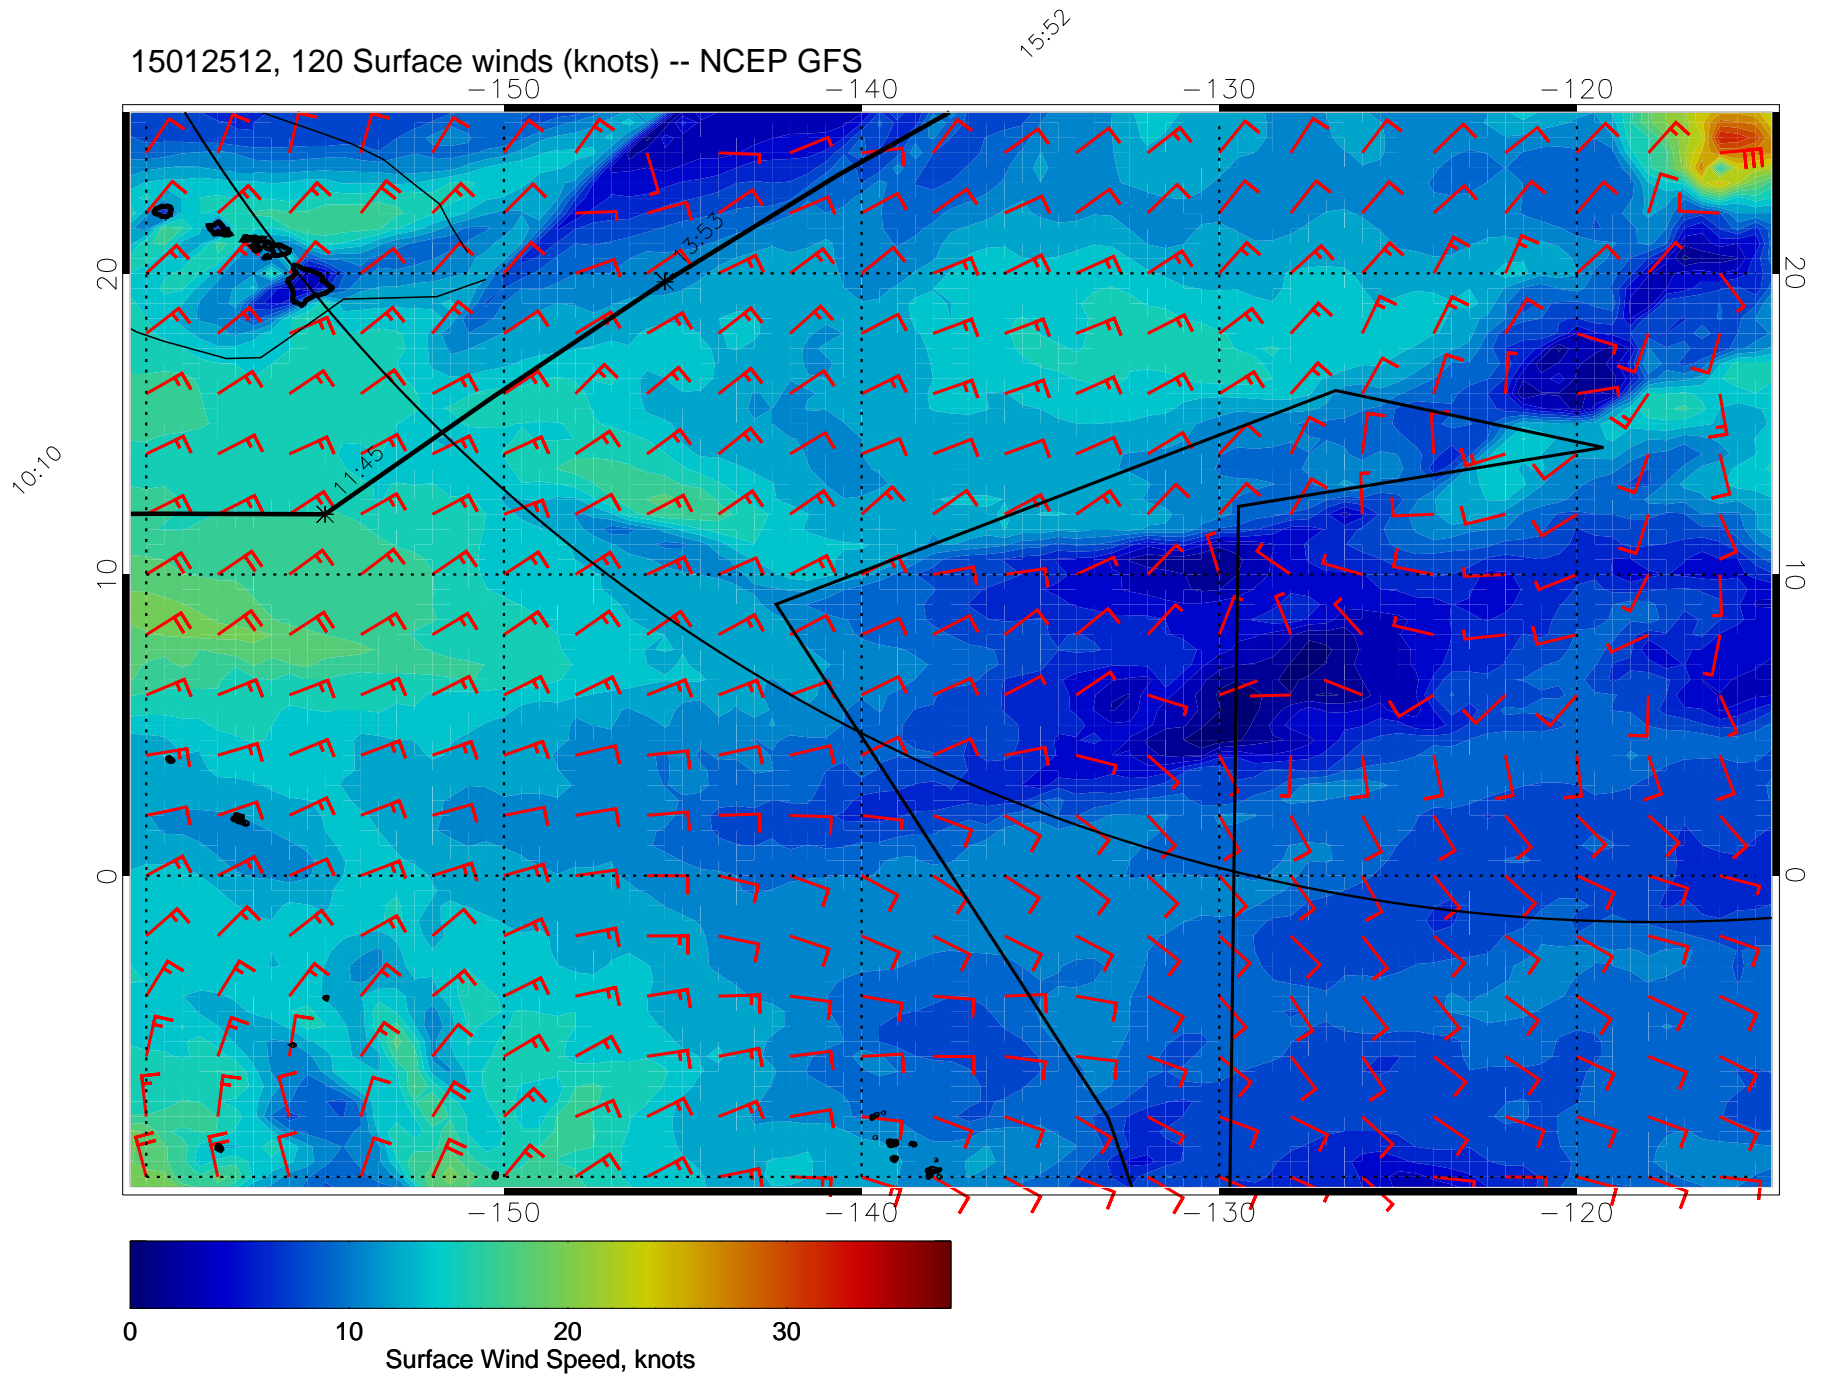 15:52
15012512, 120 Surface winds (knots) -- NCEP GFS
-150 -140 -130 -120
13:53
20 20
11:45
10:10
10 10
0 0
-150 -140 -130 -120
0 10 20 30
Surface Wind Speed, knots